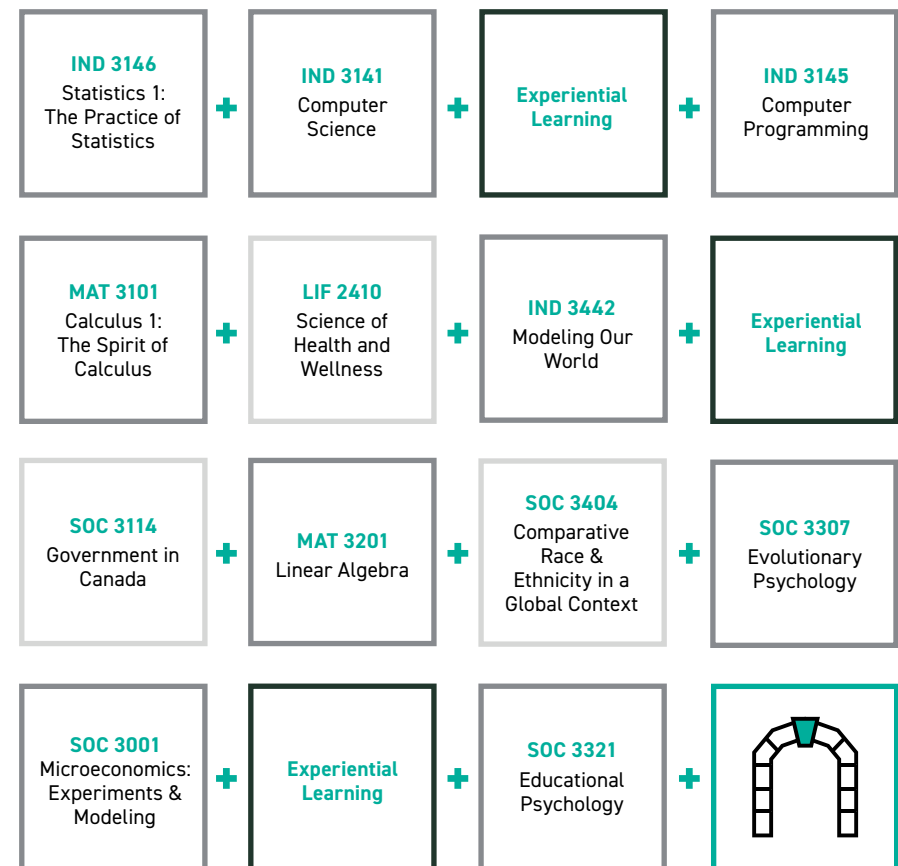 IND 3146
Statistics 1:
The Practice of
Statistics
IND 3141
Computer
Science
Experiential
Learning
IND 3145
Computer
Programming
MAT 3101
Calculus 1:
The Spirit of
Calculus
LIF 2410
Science of
Health and
Wellness
IND 3442
Modeling Our
World
Experiential
Learning
SOC 3114
Government in
Canada
MAT 3201
Linear Algebra
SOC 3404
Comparative
Race &
Ethnicity in a
Global Context
SOC 3307
Evolutionary
Psychology
SOC 3001
Microeconomics:
Experiments &
Modeling
Experiential
Learning
SOC 3321
Educational
Psychology